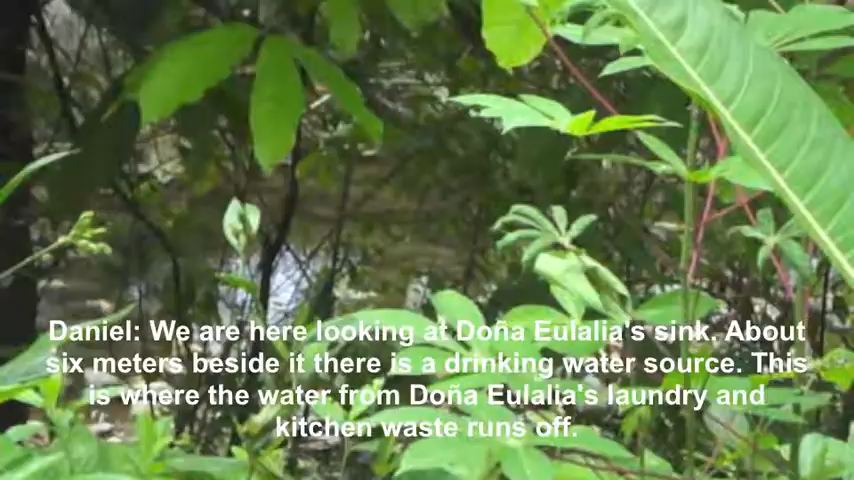 Daniel: We are here looking at Doña Eulalia's sink. About
six meters beside it there is a drinking water source. This
is where the water from Doña Eulalia's laundry and
kitchen waste runs off.